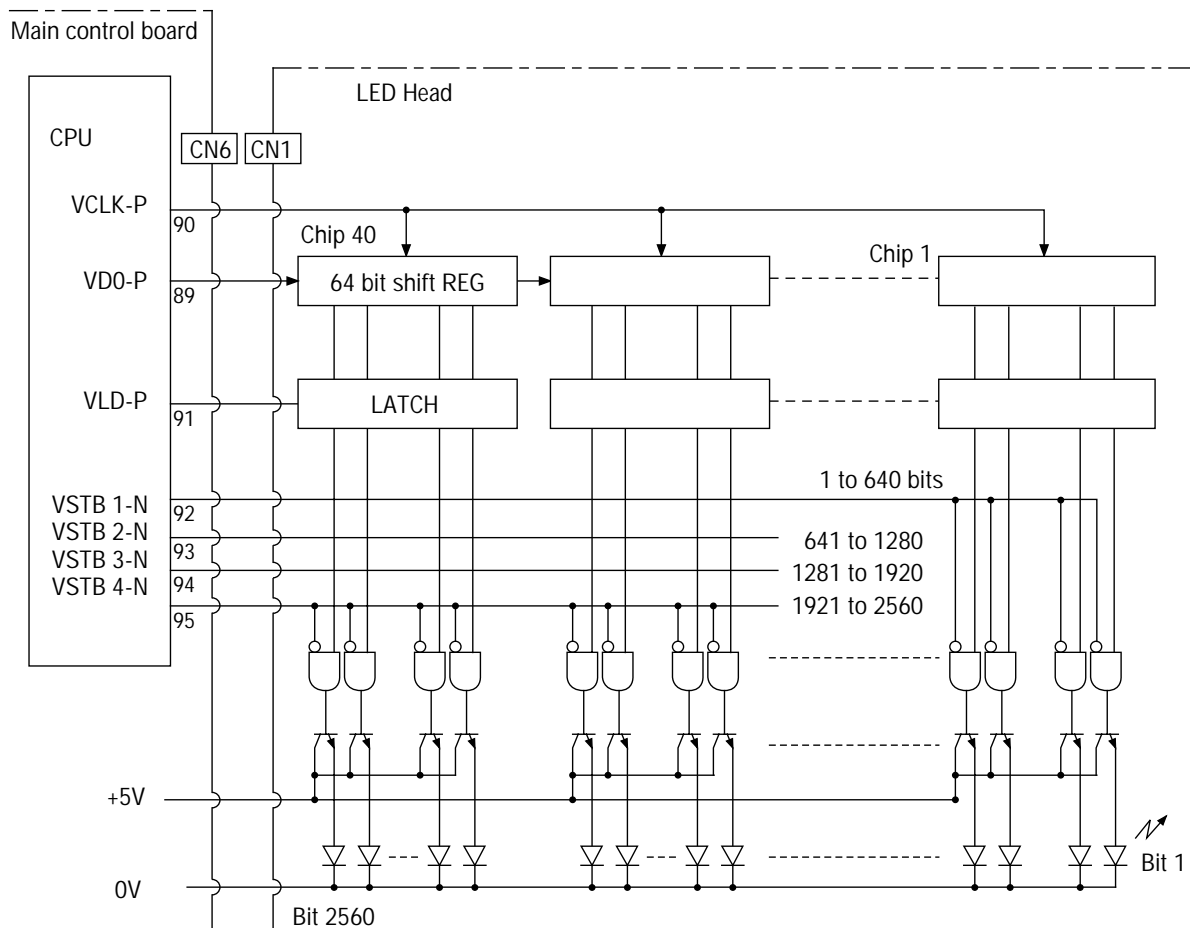 Main control board
LED Head
CPU
CN6
CN1
VCLK-P
90
Chip 40
Chip 1
VD0-P
89
64 bit shift REG
VLD-P
91
LATCH
1 to 640 bits
VSTB 1-N
92
VSTB 2-N
93
641 to 1280
VSTB 3-N
94
1281 to 1920
VSTB 4-N
95
1921 to 2560
+5V
0V
Bit 1
Bit 2560